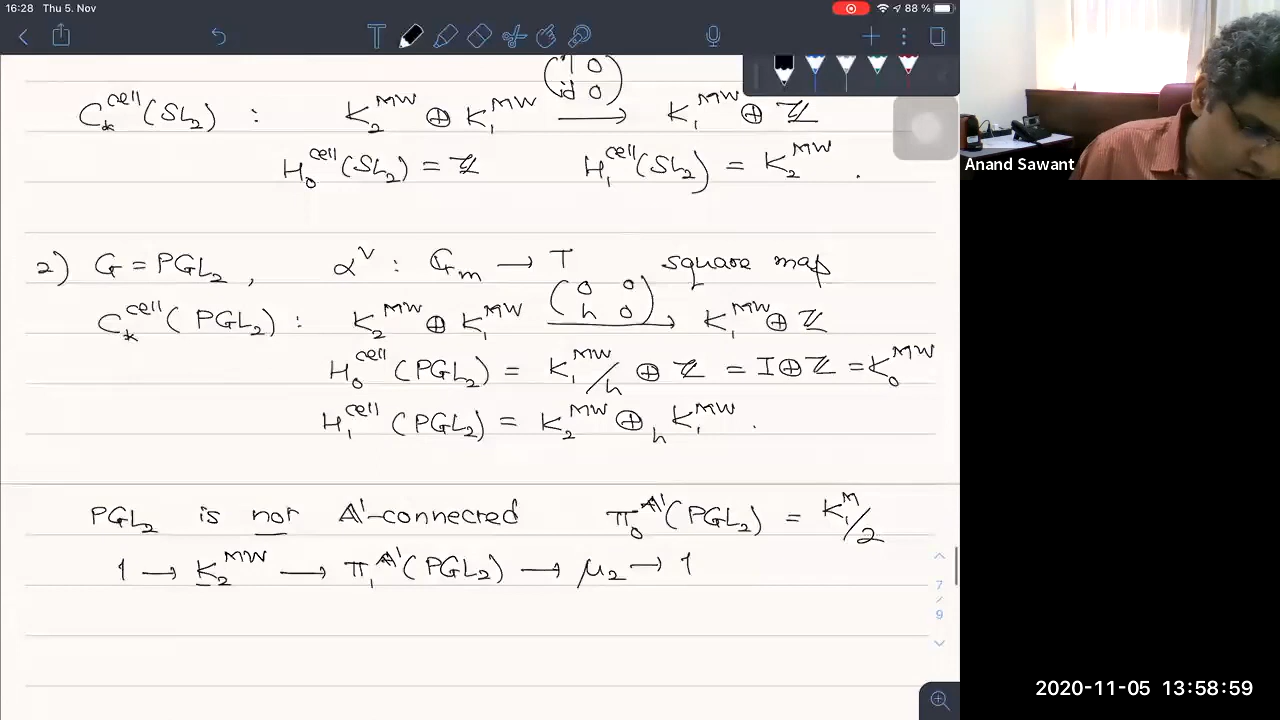 16:28 Thu 5. Nov
88 %
(η 0
id 0)
C_*^cell(SL_2) : K_2^MW ⊕ K_1^MW ⟶ K_1^MW ⊕ ℤ
H_0^cell(SL_2) = ℤ H_1^cell(SL_2) = K_2^MW .
2) G = PGL_2 , α^∨ : 𝔾_m → T square map
(0 0
h 0)
C_*^cell(PGL_2) : K_2^MW ⊕ K_1^MW ⟶ K_1^MW ⊕ ℤ
H_0^cell(PGL_2) = K_1^MW/h ⊕ ℤ = I ⊕ ℤ = K_0^MW
H_1^cell(PGL_2) = K_2^MW ⊕ _hK_1^MW .
PGL_2 is not A^1-connected π_0^{A^1}(PGL_2) = K_1^M/2
1 → K_2^MW → π_1^{A^1}(PGL_2) → μ_2 → 1
7
/
9
Anand Sawant
2020-11-05 13:58:59